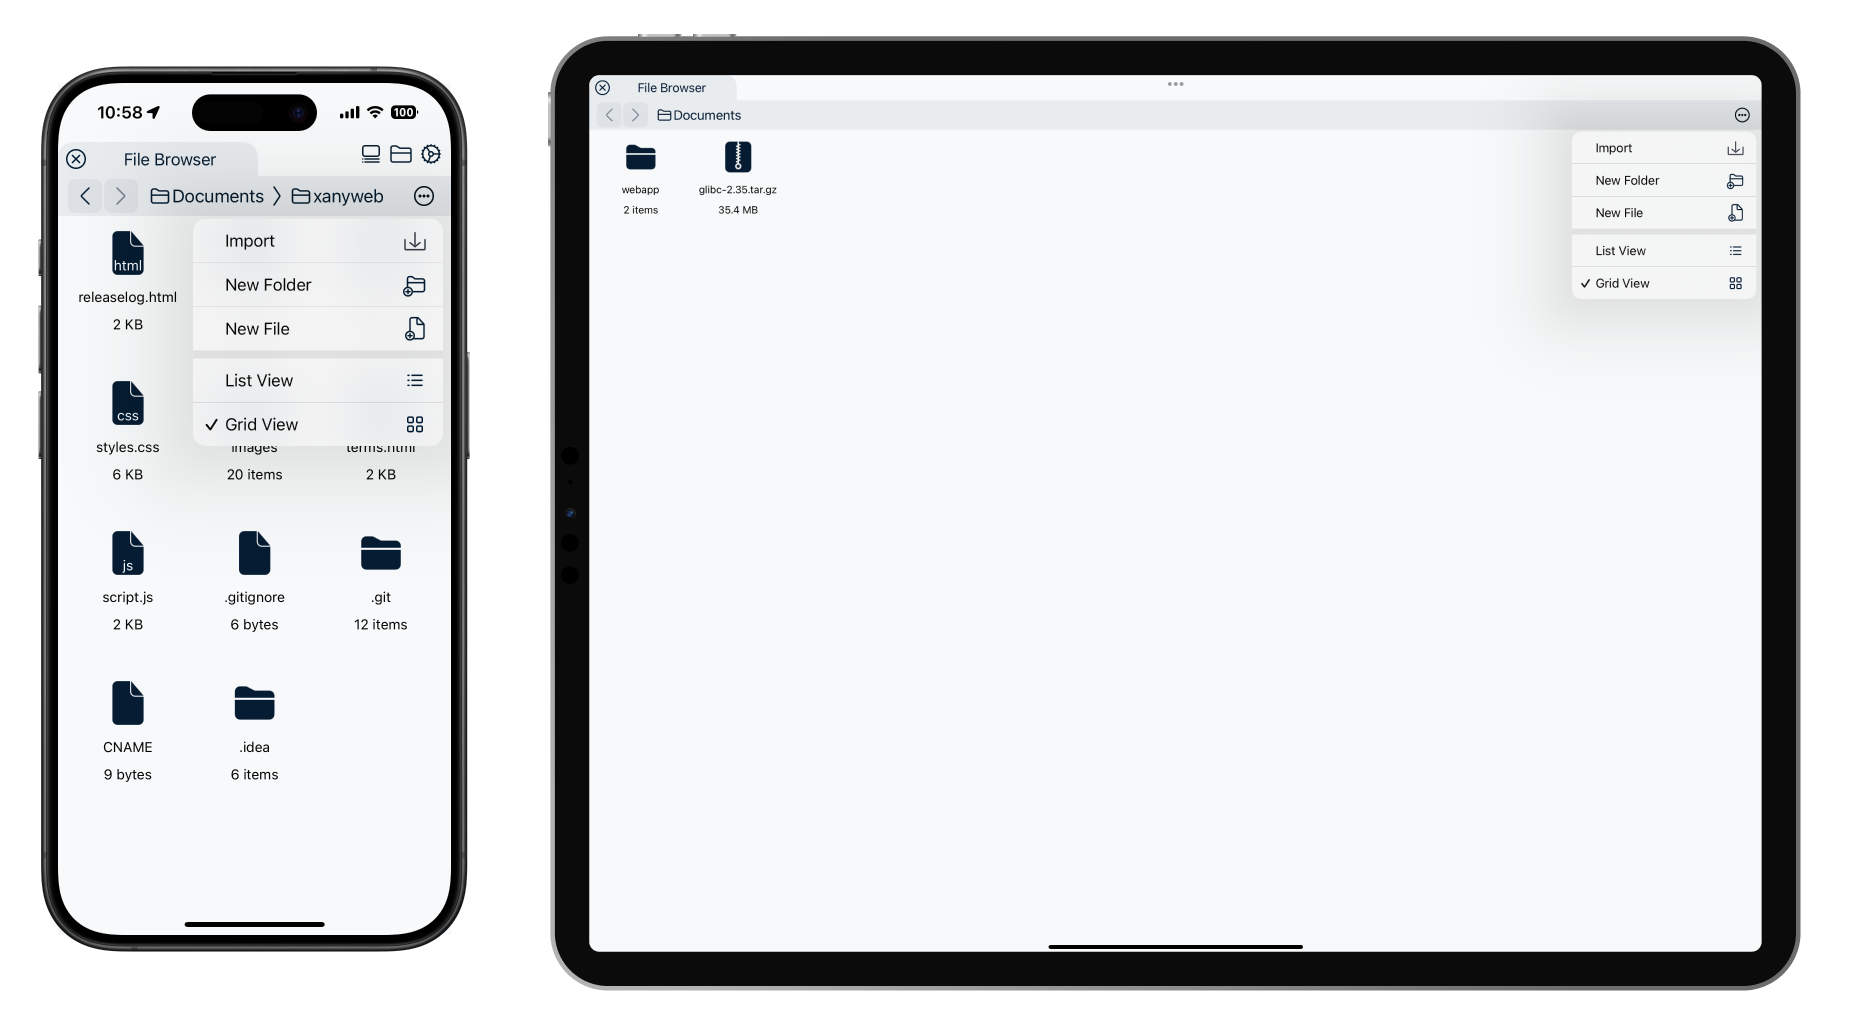 10:58
100
File Browser
Documents
xanyweb
Import
New Folder
New File
List View
Grid View
html
releaselog.html
2 KB
css
styles.css
images
terms.html
6 KB
20 items
2 KB
js
script.js
.gitignore
.git
2 KB
6 bytes
12 items
CNAME
.idea
9 bytes
6 items
File Browser
Documents
webapp
glibc-2.35.tar.gz
2 items
35.4 MB
Import
New Folder
New File
List View
Grid View